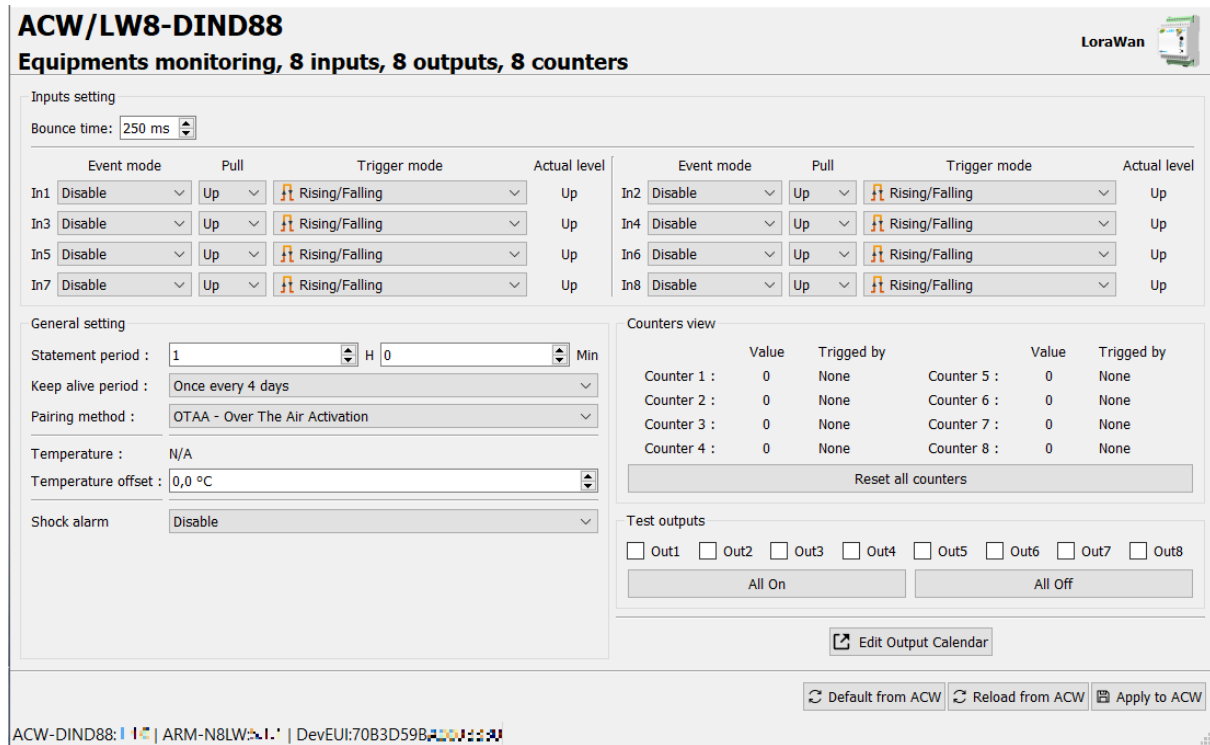 ACW/LW8-DIND88
Equipments monitoring, 8 inputs, 8 outputs, 8 counters
LoraWan
Inputs setting
Bounce time: 250 ms
Event mode Pull Trigger mode Actual level Event mode Pull Trigger mode Actual level
In1 Disable Up Rising/Falling Up In2 Disable Up Rising/Falling Up
In3 Disable Up Rising/Falling Up In4 Disable Up Rising/Falling Up
In5 Disable Up Rising/Falling Up In6 Disable Up Rising/Falling Up
In7 Disable Up Rising/Falling Up In8 Disable Up Rising/Falling Up
General setting
Statement period : 1 H 0 Min
Keep alive period : Once every 4 days
Pairing method : OTAA - Over The Air Activation
Temperature : N/A
Temperature offset : 0,0 ºC
Shock alarm Disable
Counters view
Value Trigged by Value Trigged by
Counter 1 : 0 None Counter 5 : 0 None
Counter 2 : 0 None Counter 6 : 0 None
Counter 3 : 0 None Counter 7 : 0 None
Counter 4 : 0 None Counter 8 : 0 None
Reset all counters
Test outputs
Out1 Out2 Out3 Out4 Out5 Out6 Out7 Out8
All On All Off
Edit Output Calendar
Default from ACW Reload from ACW Apply to ACW
ACW-DIND88: | ARM-N8LW: | DevEUI:70B3D59B